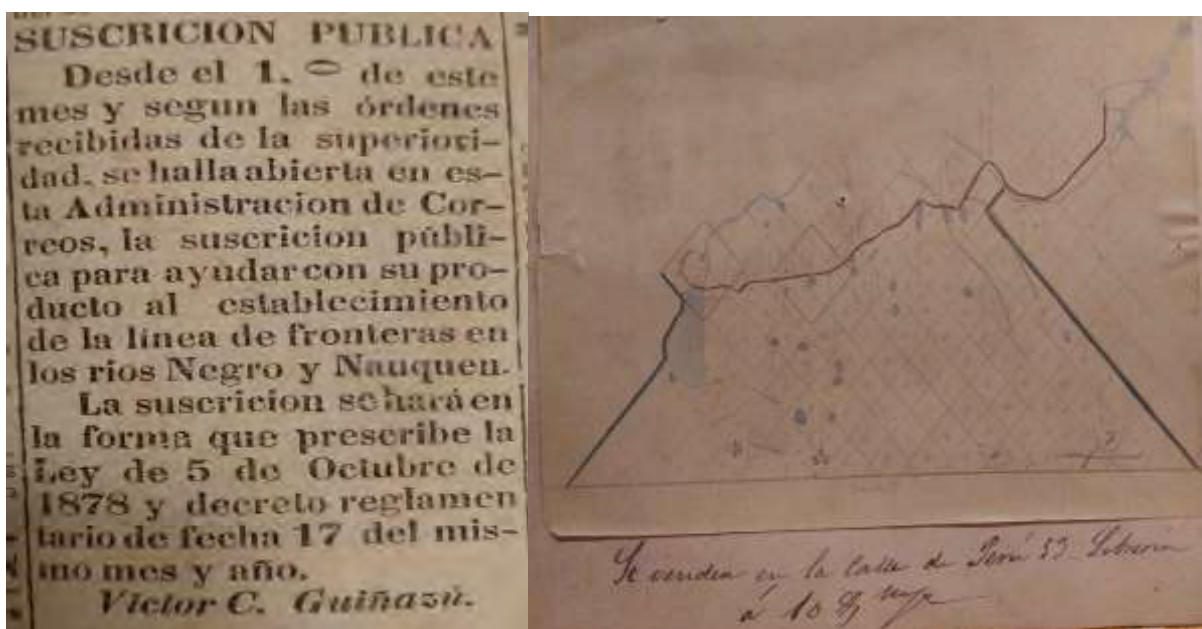 SUSCRICION PUBLICA
Desde el 1.º de este
mes y segun las órdenes
recibidas de la superiori-
dad, se halla abierta en es-
ta Administracion de Cor-
reos, la suscricion públi-
ca para ayudar con su pro-
ducto al establecimiento
de la línea de fronteras en
los rios Negro y Nauquen.
La suscricion se hará en
la forma que prescribe la
Ley de 5 de Octubre de
1878 y decreto reglamen
tario de fecha 17 del mis-
mo mes y año.
Victor C. Guiñazú.
Se venden en la Calle de Perú 53 Librería
á 10